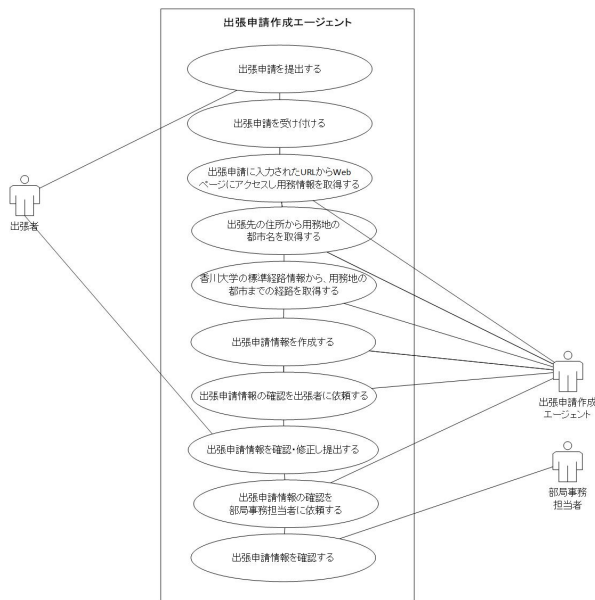 出張申請作成エージェント
出張申請を提出する
出張申請を受け付ける
出張申請に入力されたURLからWeb
ページにアクセスし用務情報を取得する
出張先の住所から用務地の
都市名を取得する
香川大学の標準経路情報から、用務地の
都市までの経路を取得する
出張申請情報を作成する
出張申請情報の確認を出張者に依頼する
出張申請情報を確認・修正し提出する
出張申請情報の確認を
部局事務担当者に依頼する
出張申請情報を確認する
出張者
出張申請作成
エージェント
部局事務
担当者